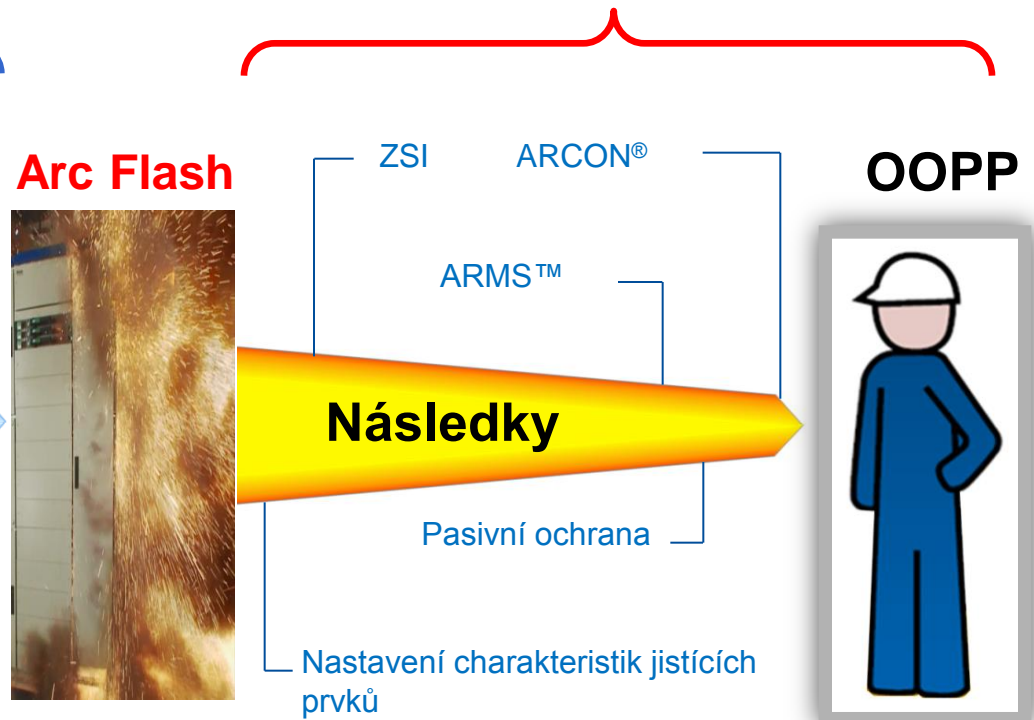 ZSI ARCON®
Arc Flash
OOPP
ARMS™
Následky
Pasivní ochrana
Nastavení charakteristik jistících
prvků